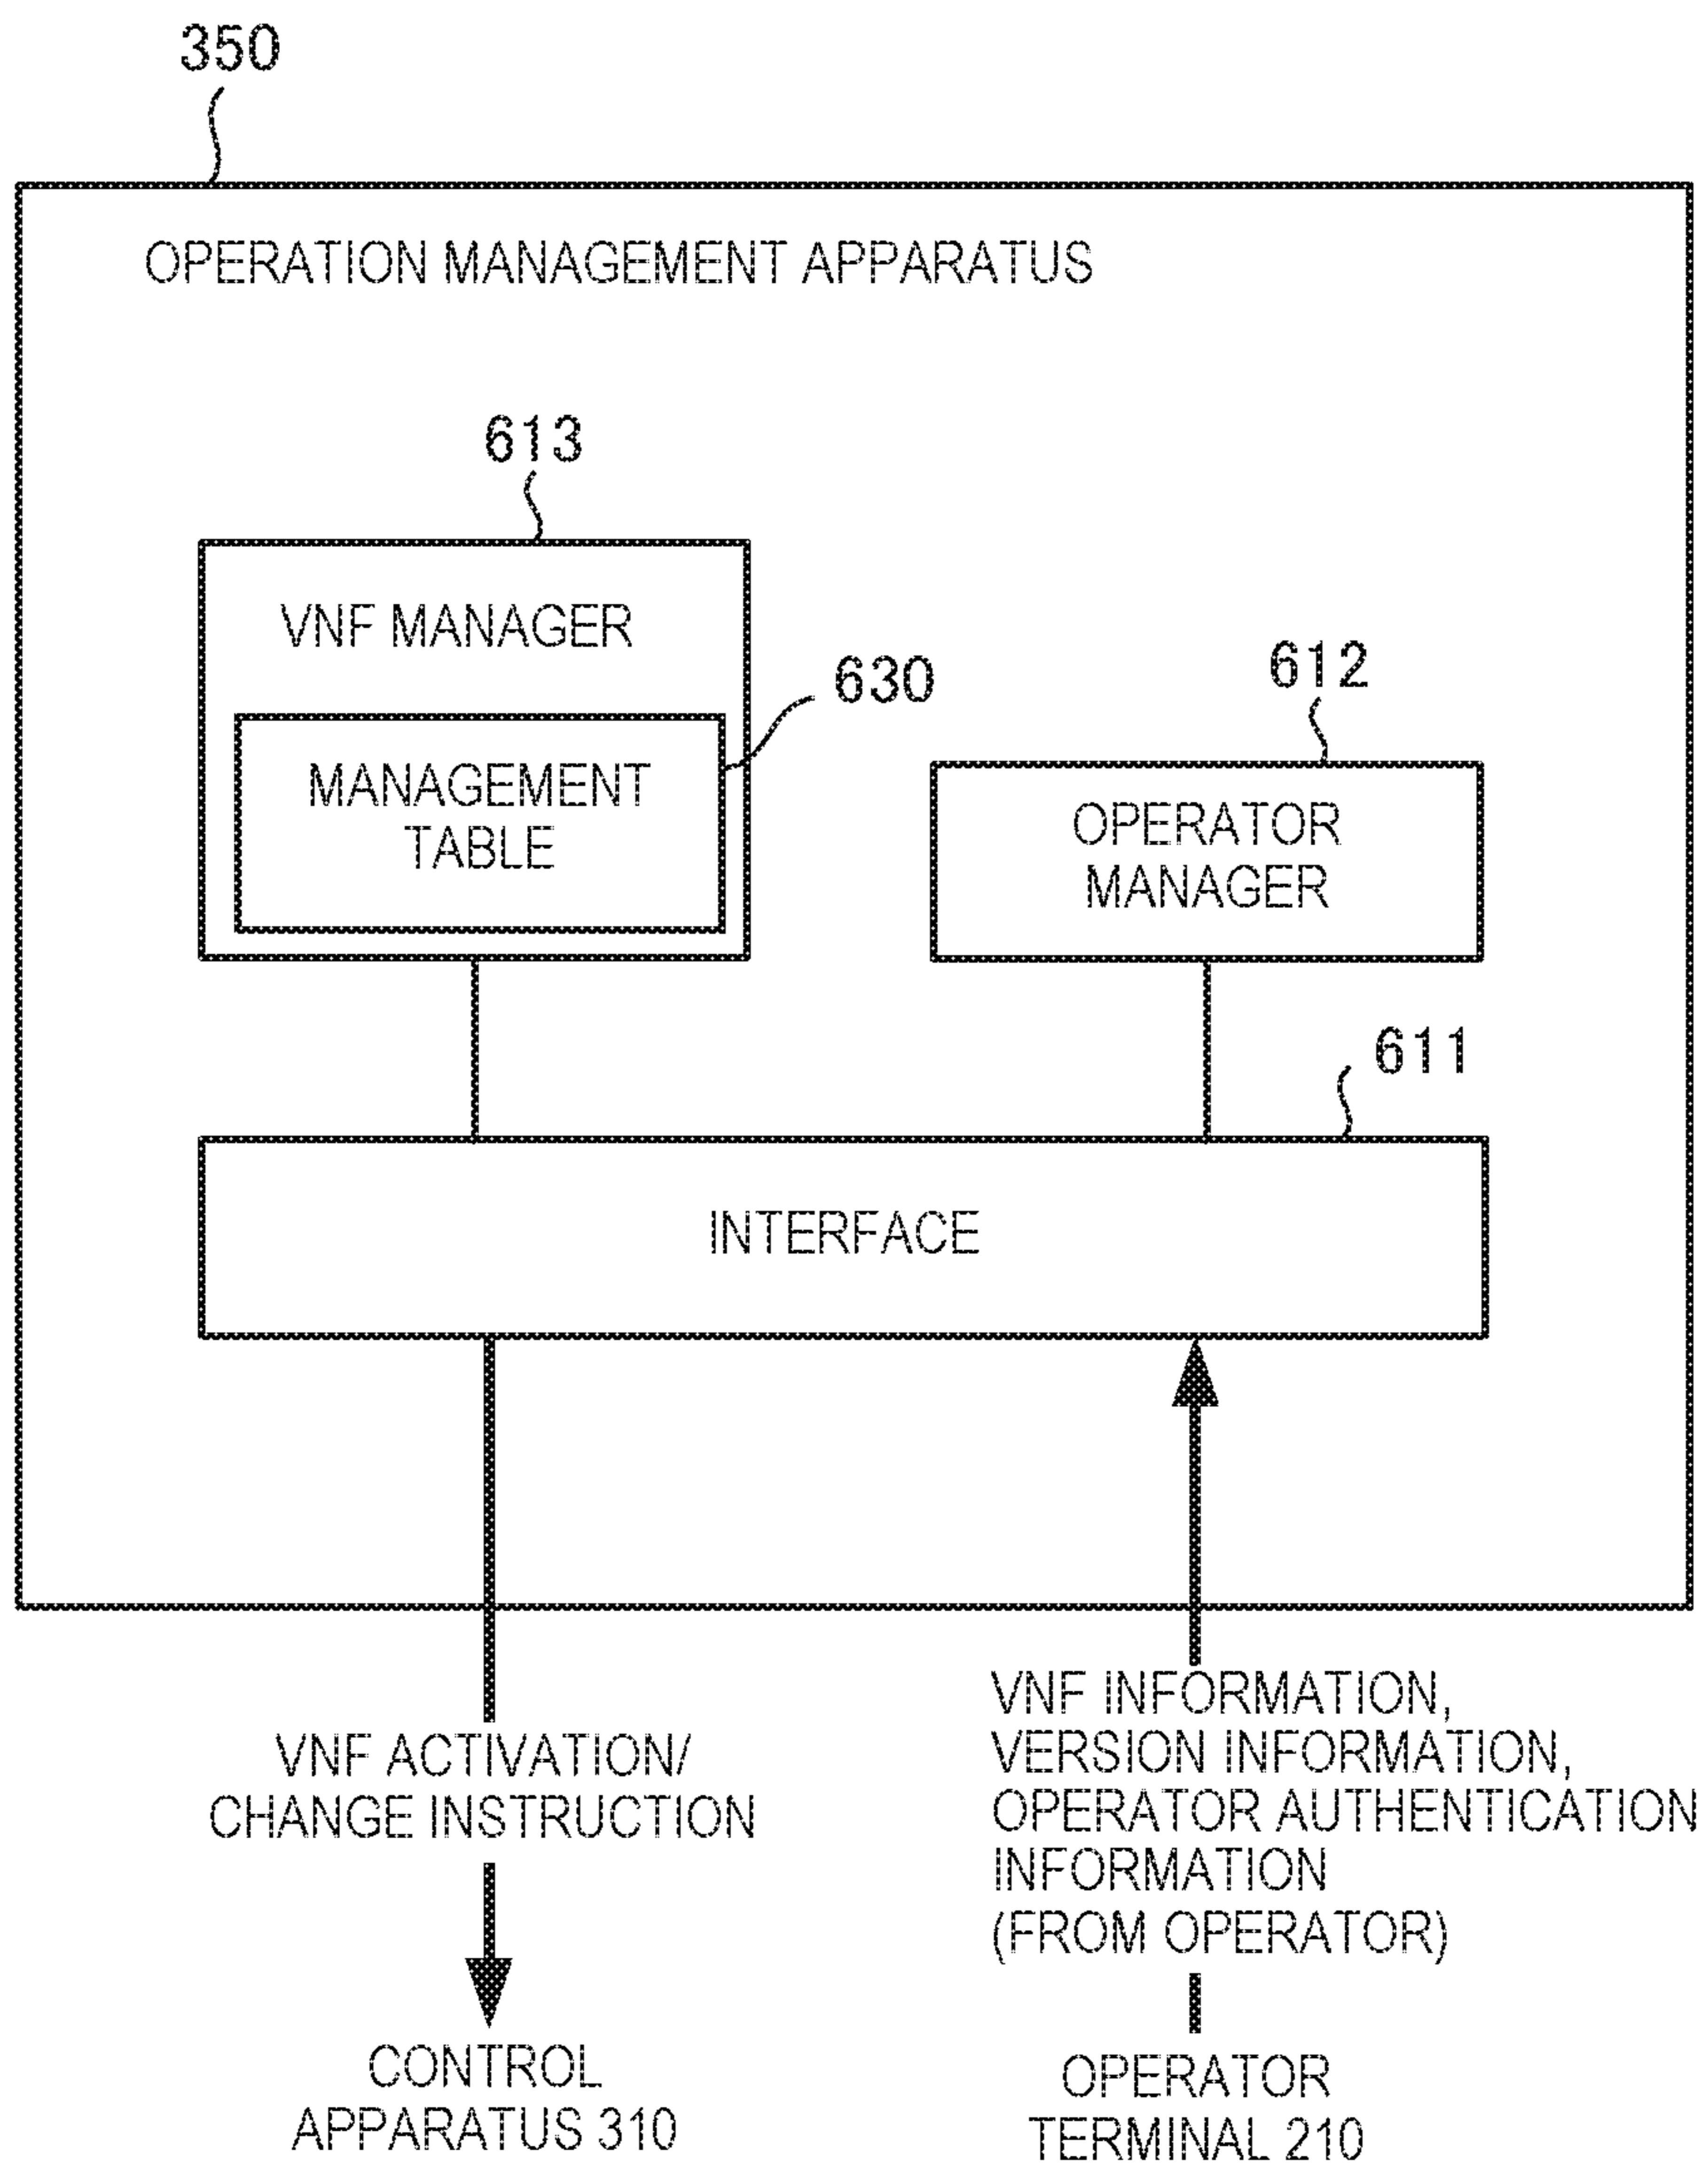 350
OPERATION MANAGEMENT APPARATUS
613
VNF MANAGER
630
MANAGEMENT
TABLE
612
OPERATOR
MANAGER
611
INTERFACE
VNF ACTIVATION/
CHANGE INSTRUCTION
CONTROL
APPARATUS 310
VNF INFORMATION,
VERSION INFORMATION,
OPERATOR AUTHENTICATION
INFORMATION
(FROM OPERATOR)
OPERATOR
TERMINAL 210